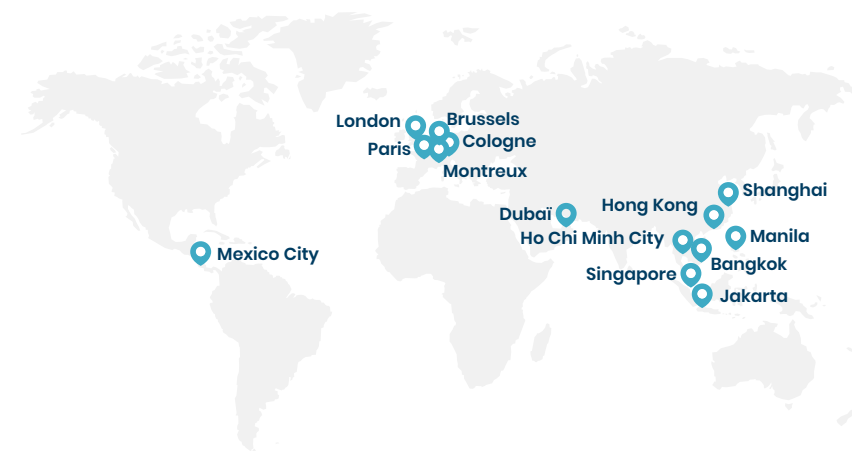 London
Brussels
Paris
Cologne
Montreux
Shanghai
Hong Kong
Dubaï
Ho Chi Minh City
Manila
Mexico City
Bangkok
Singapore
Jakarta